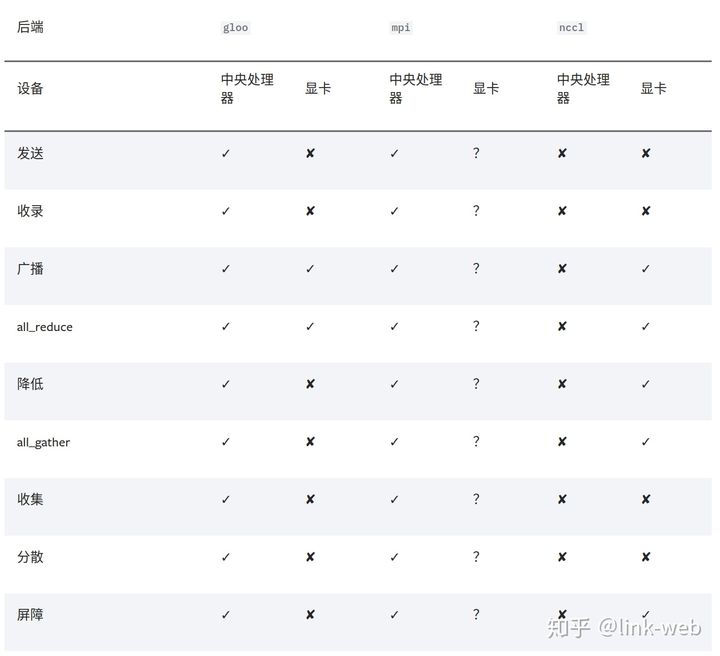 后端 gloo mpi nccl
设备 中央处理器 显卡 中央处理器 显卡 中央处理器 显卡
发送 ✓ ✘ ✓ ? ✘ ✘
收录 ✓ ✘ ✓ ? ✘ ✘
广播 ✓ ✓ ✓ ? ✘ ✓
all_reduce ✓ ✓ ✓ ? ✘ ✓
降低 ✓ ✘ ✓ ? ✘ ✓
all_gather ✓ ✘ ✓ ? ✘ ✓
收集 ✓ ✘ ✓ ? ✘ ✘
分散 ✓ ✘ ✓ ? ✘ ✘
屏障 ✓ ✘ ✓ ? ✘ ✓
知乎 @link-web